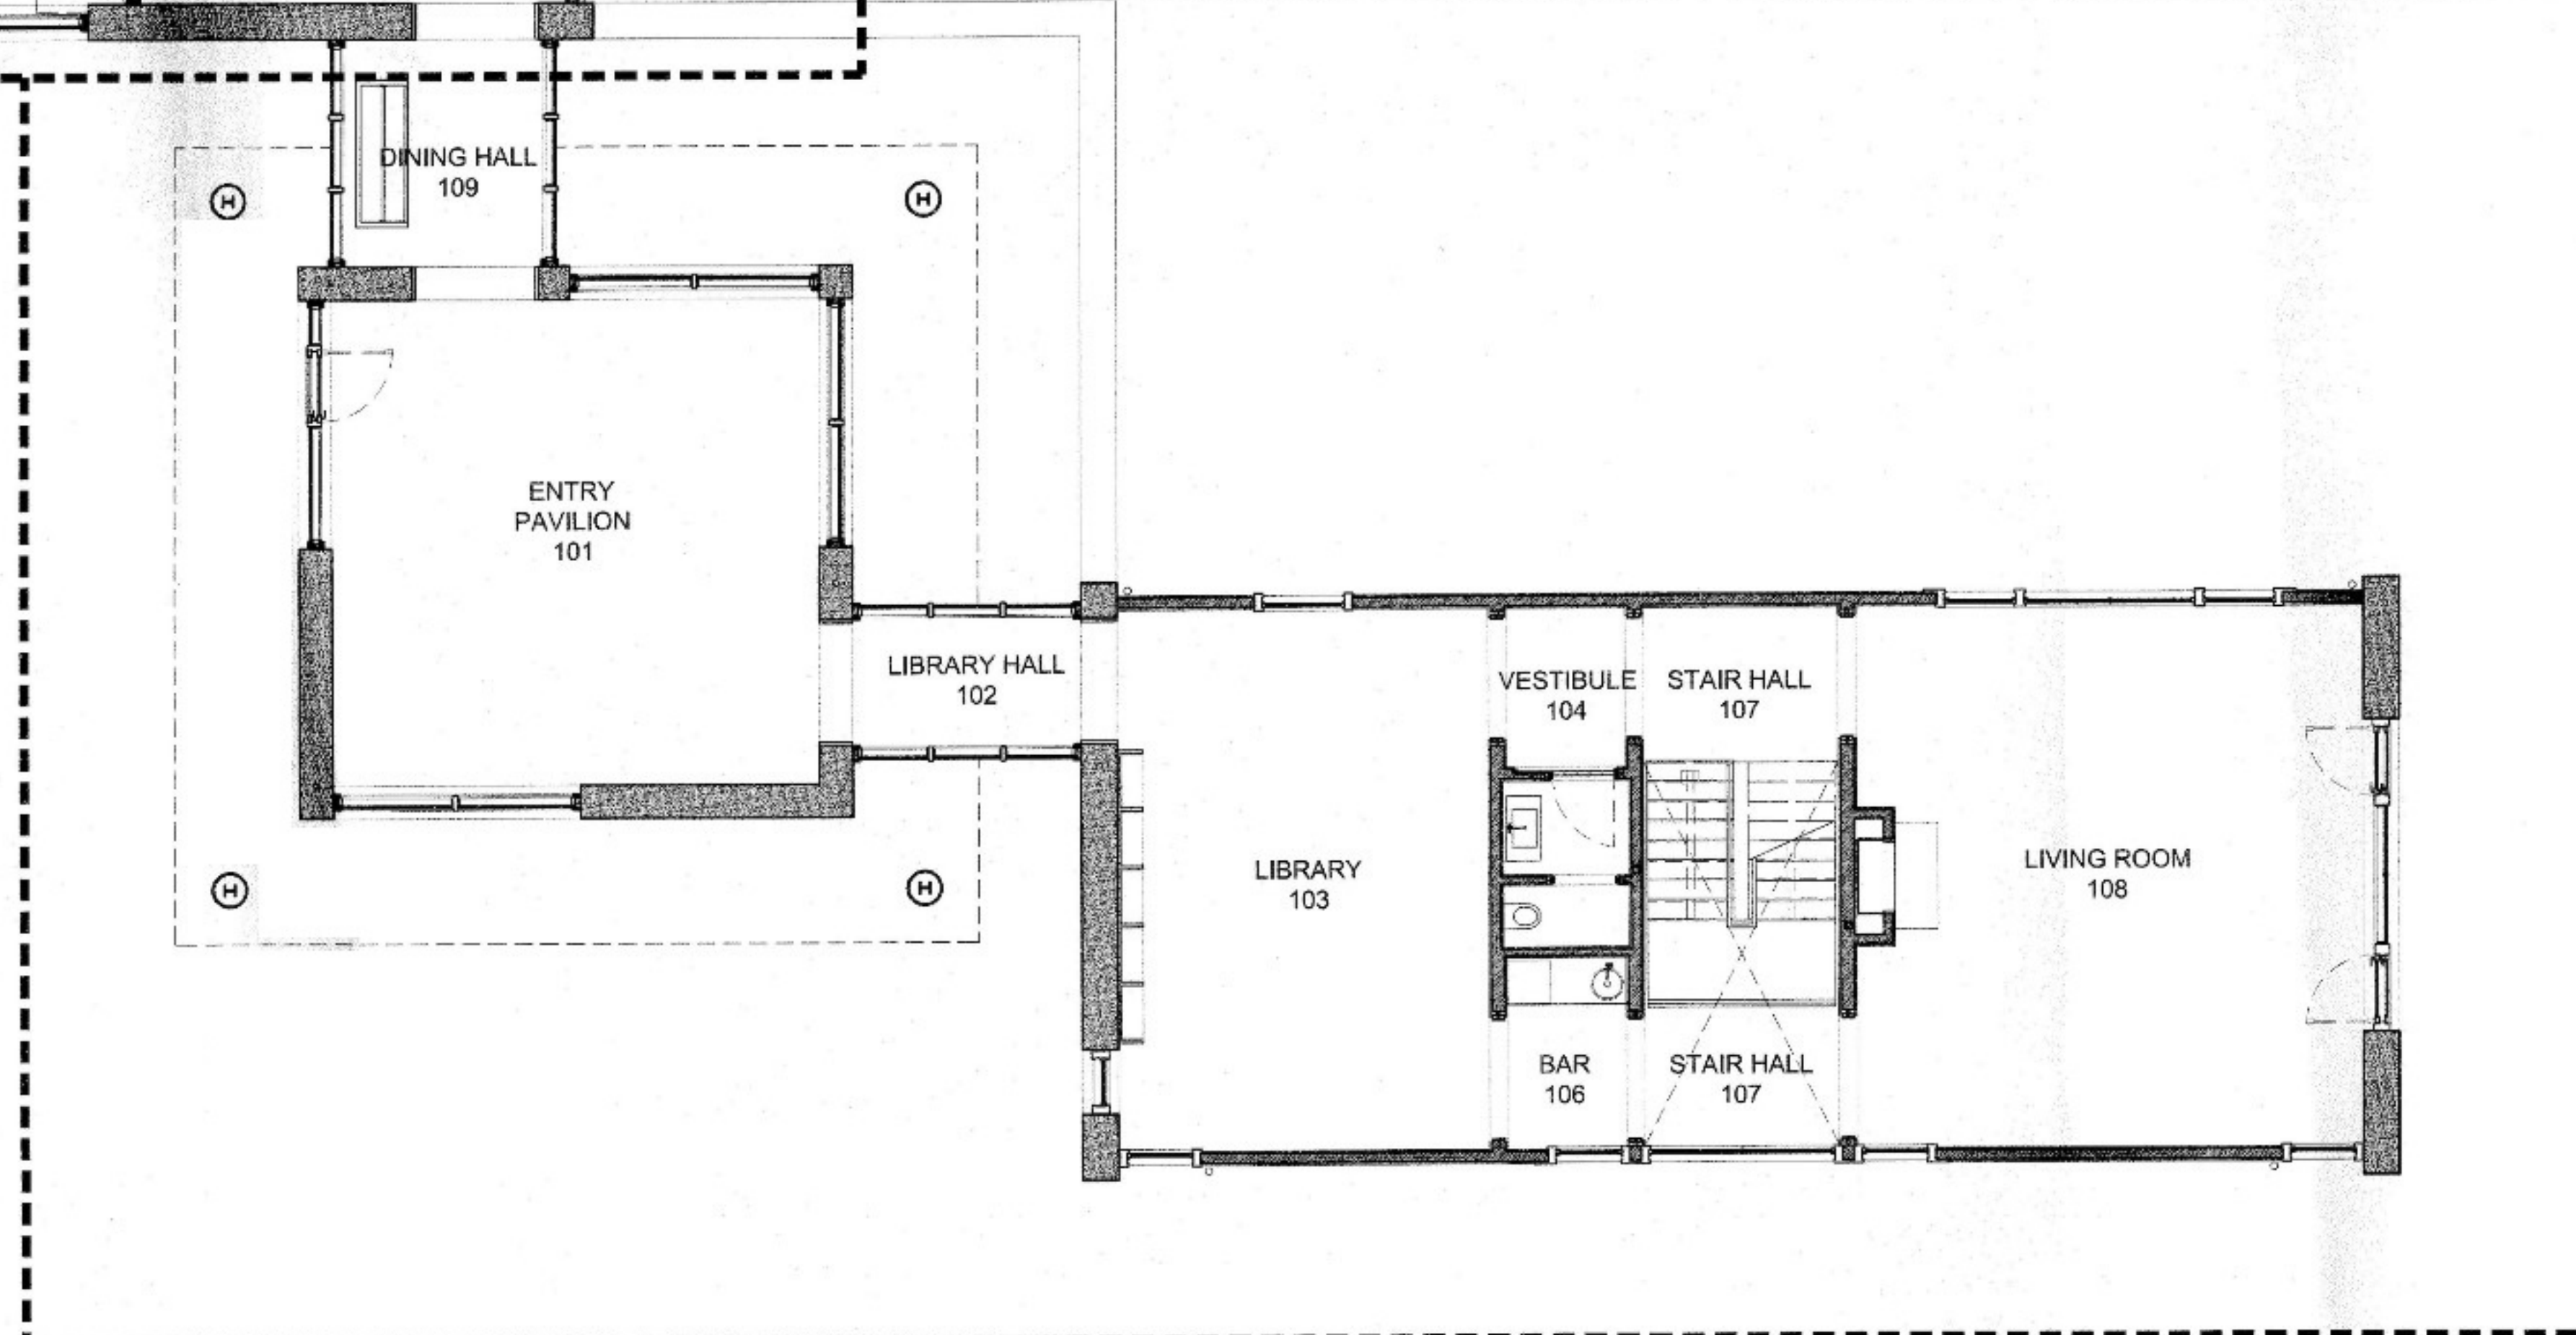 DINING HALL
109
H
H
ENTRY
PAVILION
101
LIBRARY HALL
102
VESTIBULE
104
STAIR HALL
107
LIBRARY
103
LIVING ROOM
108
H
H
BAR
106
STAIR HALL
107